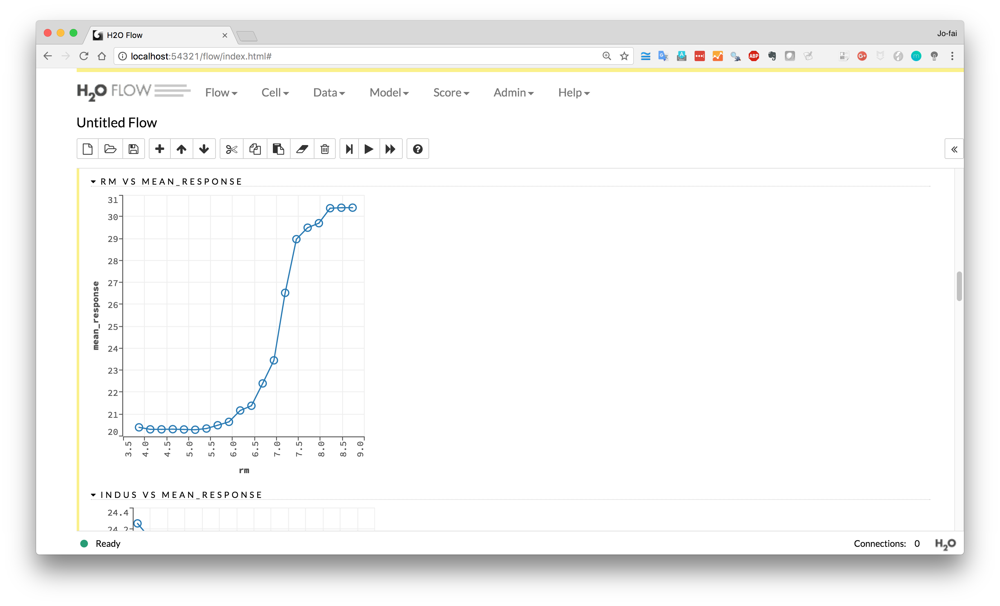 H2O Flow
Jo-fai
localhost:54321/flow/index.html#
ABP
G+
m
H2O FLOW Flow Cell Data Model Score Admin Help
Untitled Flow
RM VS MEAN_RESPONSE
31
30
29
28
27
26
25
24
23
22
21
20
mean_response
3.5 4.0 4.5 5.0 5.5 6.0 6.5 7.0 7.5 8.0 8.5 9.0
rm
INDUS VS MEAN_RESPONSE
24.4
24.2
Ready
Connections: 0 H2O